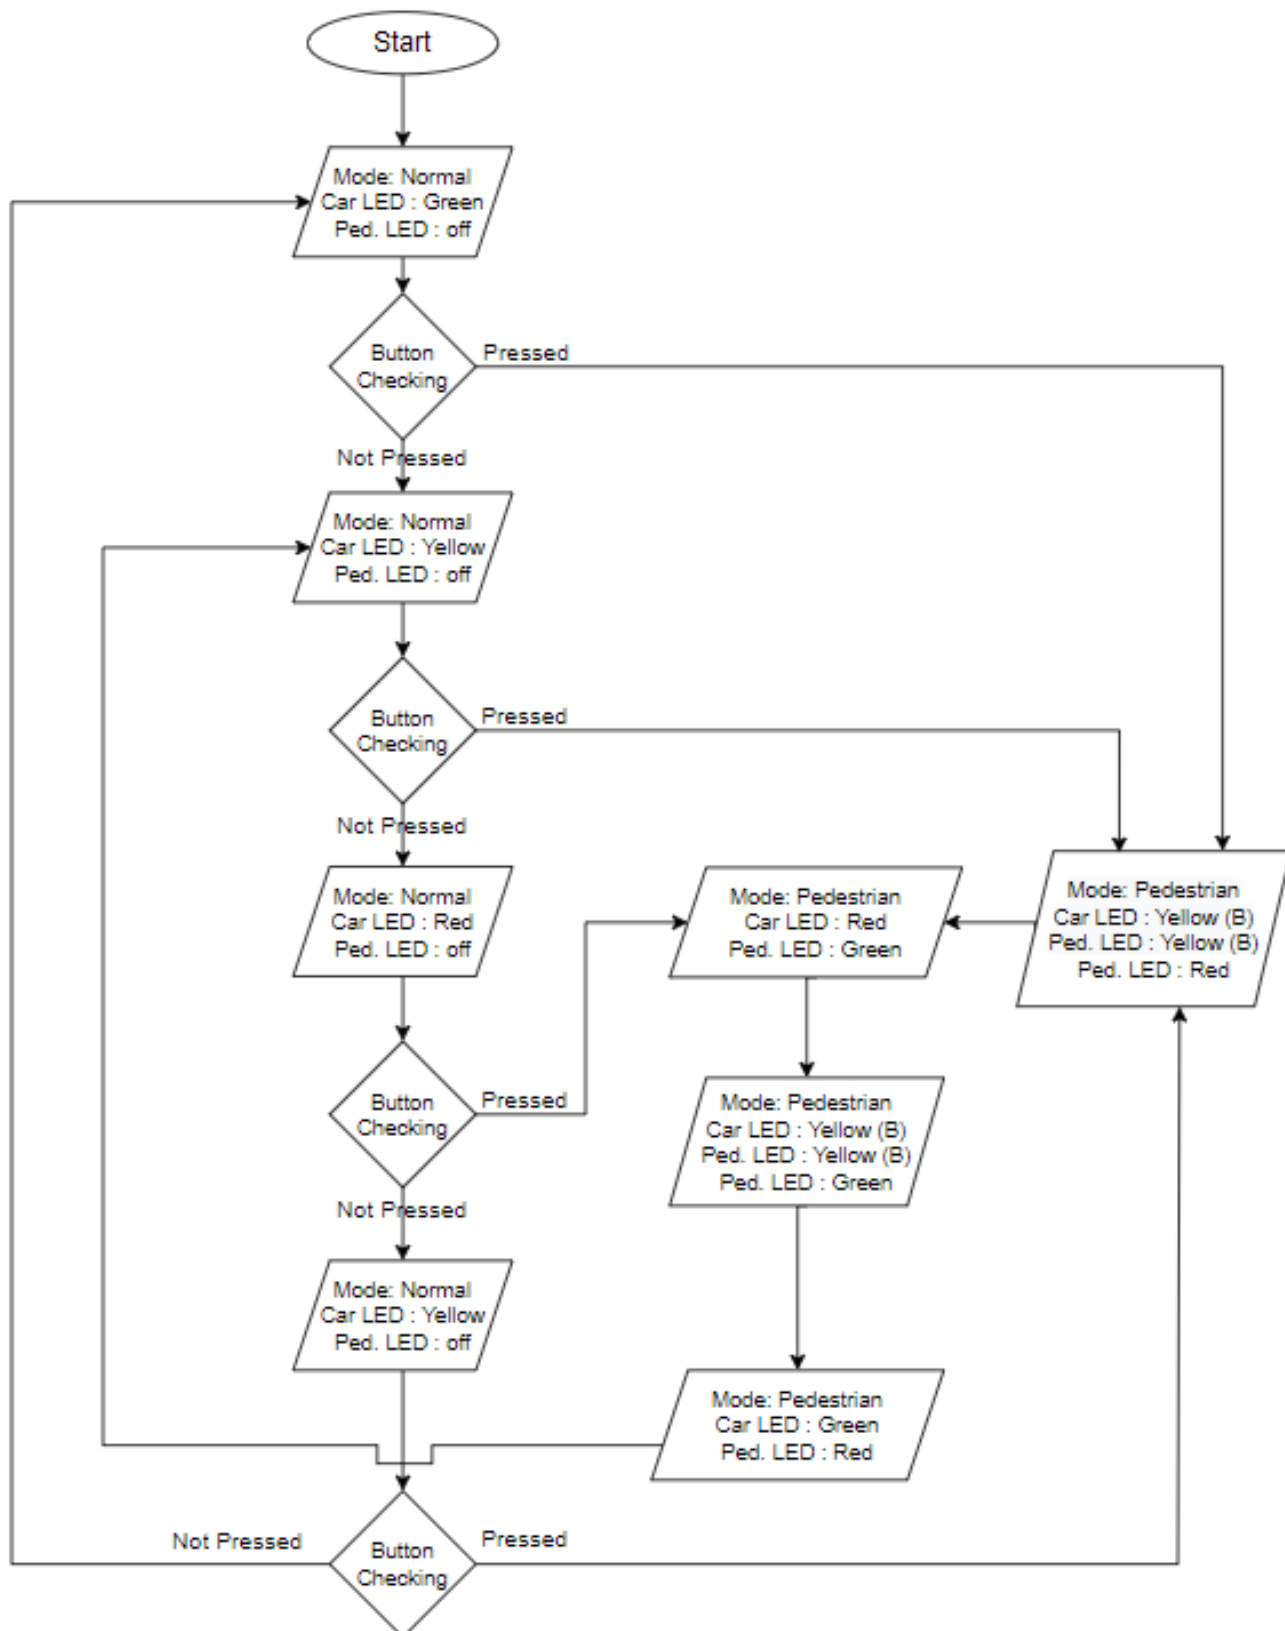 Start
Mode: Normal
Car LED : Green
Ped. LED : off
Button
Checking
Pressed
Not Pressed
Mode: Normal
Car LED : Yellow
Ped. LED : off
Button
Checking
Pressed
Not Pressed
Mode: Normal
Car LED : Red
Ped. LED : off
Mode: Pedestrian
Car LED : Red
Ped. LED : Green
Mode: Pedestrian
Car LED : Yellow (B)
Ped. LED : Yellow (B)
Ped. LED : Red
Button
Checking
Pressed
Not Pressed
Mode: Pedestrian
Car LED : Yellow (B)
Ped. LED : Yellow (B)
Ped. LED : Green
Mode: Normal
Car LED : Yellow
Ped. LED : off
Mode: Pedestrian
Car LED : Green
Ped. LED : Red
Not Pressed
Button
Checking
Pressed